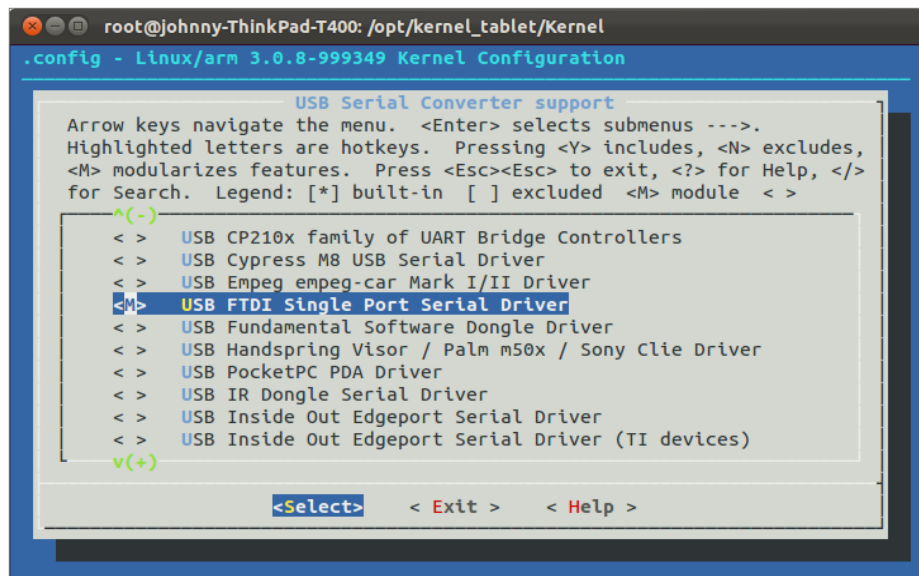 root@johnny-ThinkPad-T400: /opt/kernel_tablet/Kernel
.config - Linux/arm 3.0.8-999349 Kernel Configuration
USB Serial Converter support
Arrow keys navigate the menu.  <Enter> selects submenus --->.
Highlighted letters are hotkeys.  Pressing <Y> includes, <N> excludes,
<M> modularizes features.  Press <Esc><Esc> to exit, <?> for Help, </>
for Search.  Legend: [*] built-in  [ ] excluded  <M> module  < >
^(-)
< >   USB CP210x family of UART Bridge Controllers
< >   USB Cypress M8 USB Serial Driver
< >   USB Empeg empeg-car Mark I/II Driver
<M>   USB FTDI Single Port Serial Driver
< >   USB Fundamental Software Dongle Driver
< >   USB Handspring Visor / Palm m50x / Sony Clie Driver
< >   USB PocketPC PDA Driver
< >   USB IR Dongle Serial Driver
< >   USB Inside Out Edgeport Serial Driver
< >   USB Inside Out Edgeport Serial Driver (TI devices)
v(+)
<Select>    < Exit >    < Help >